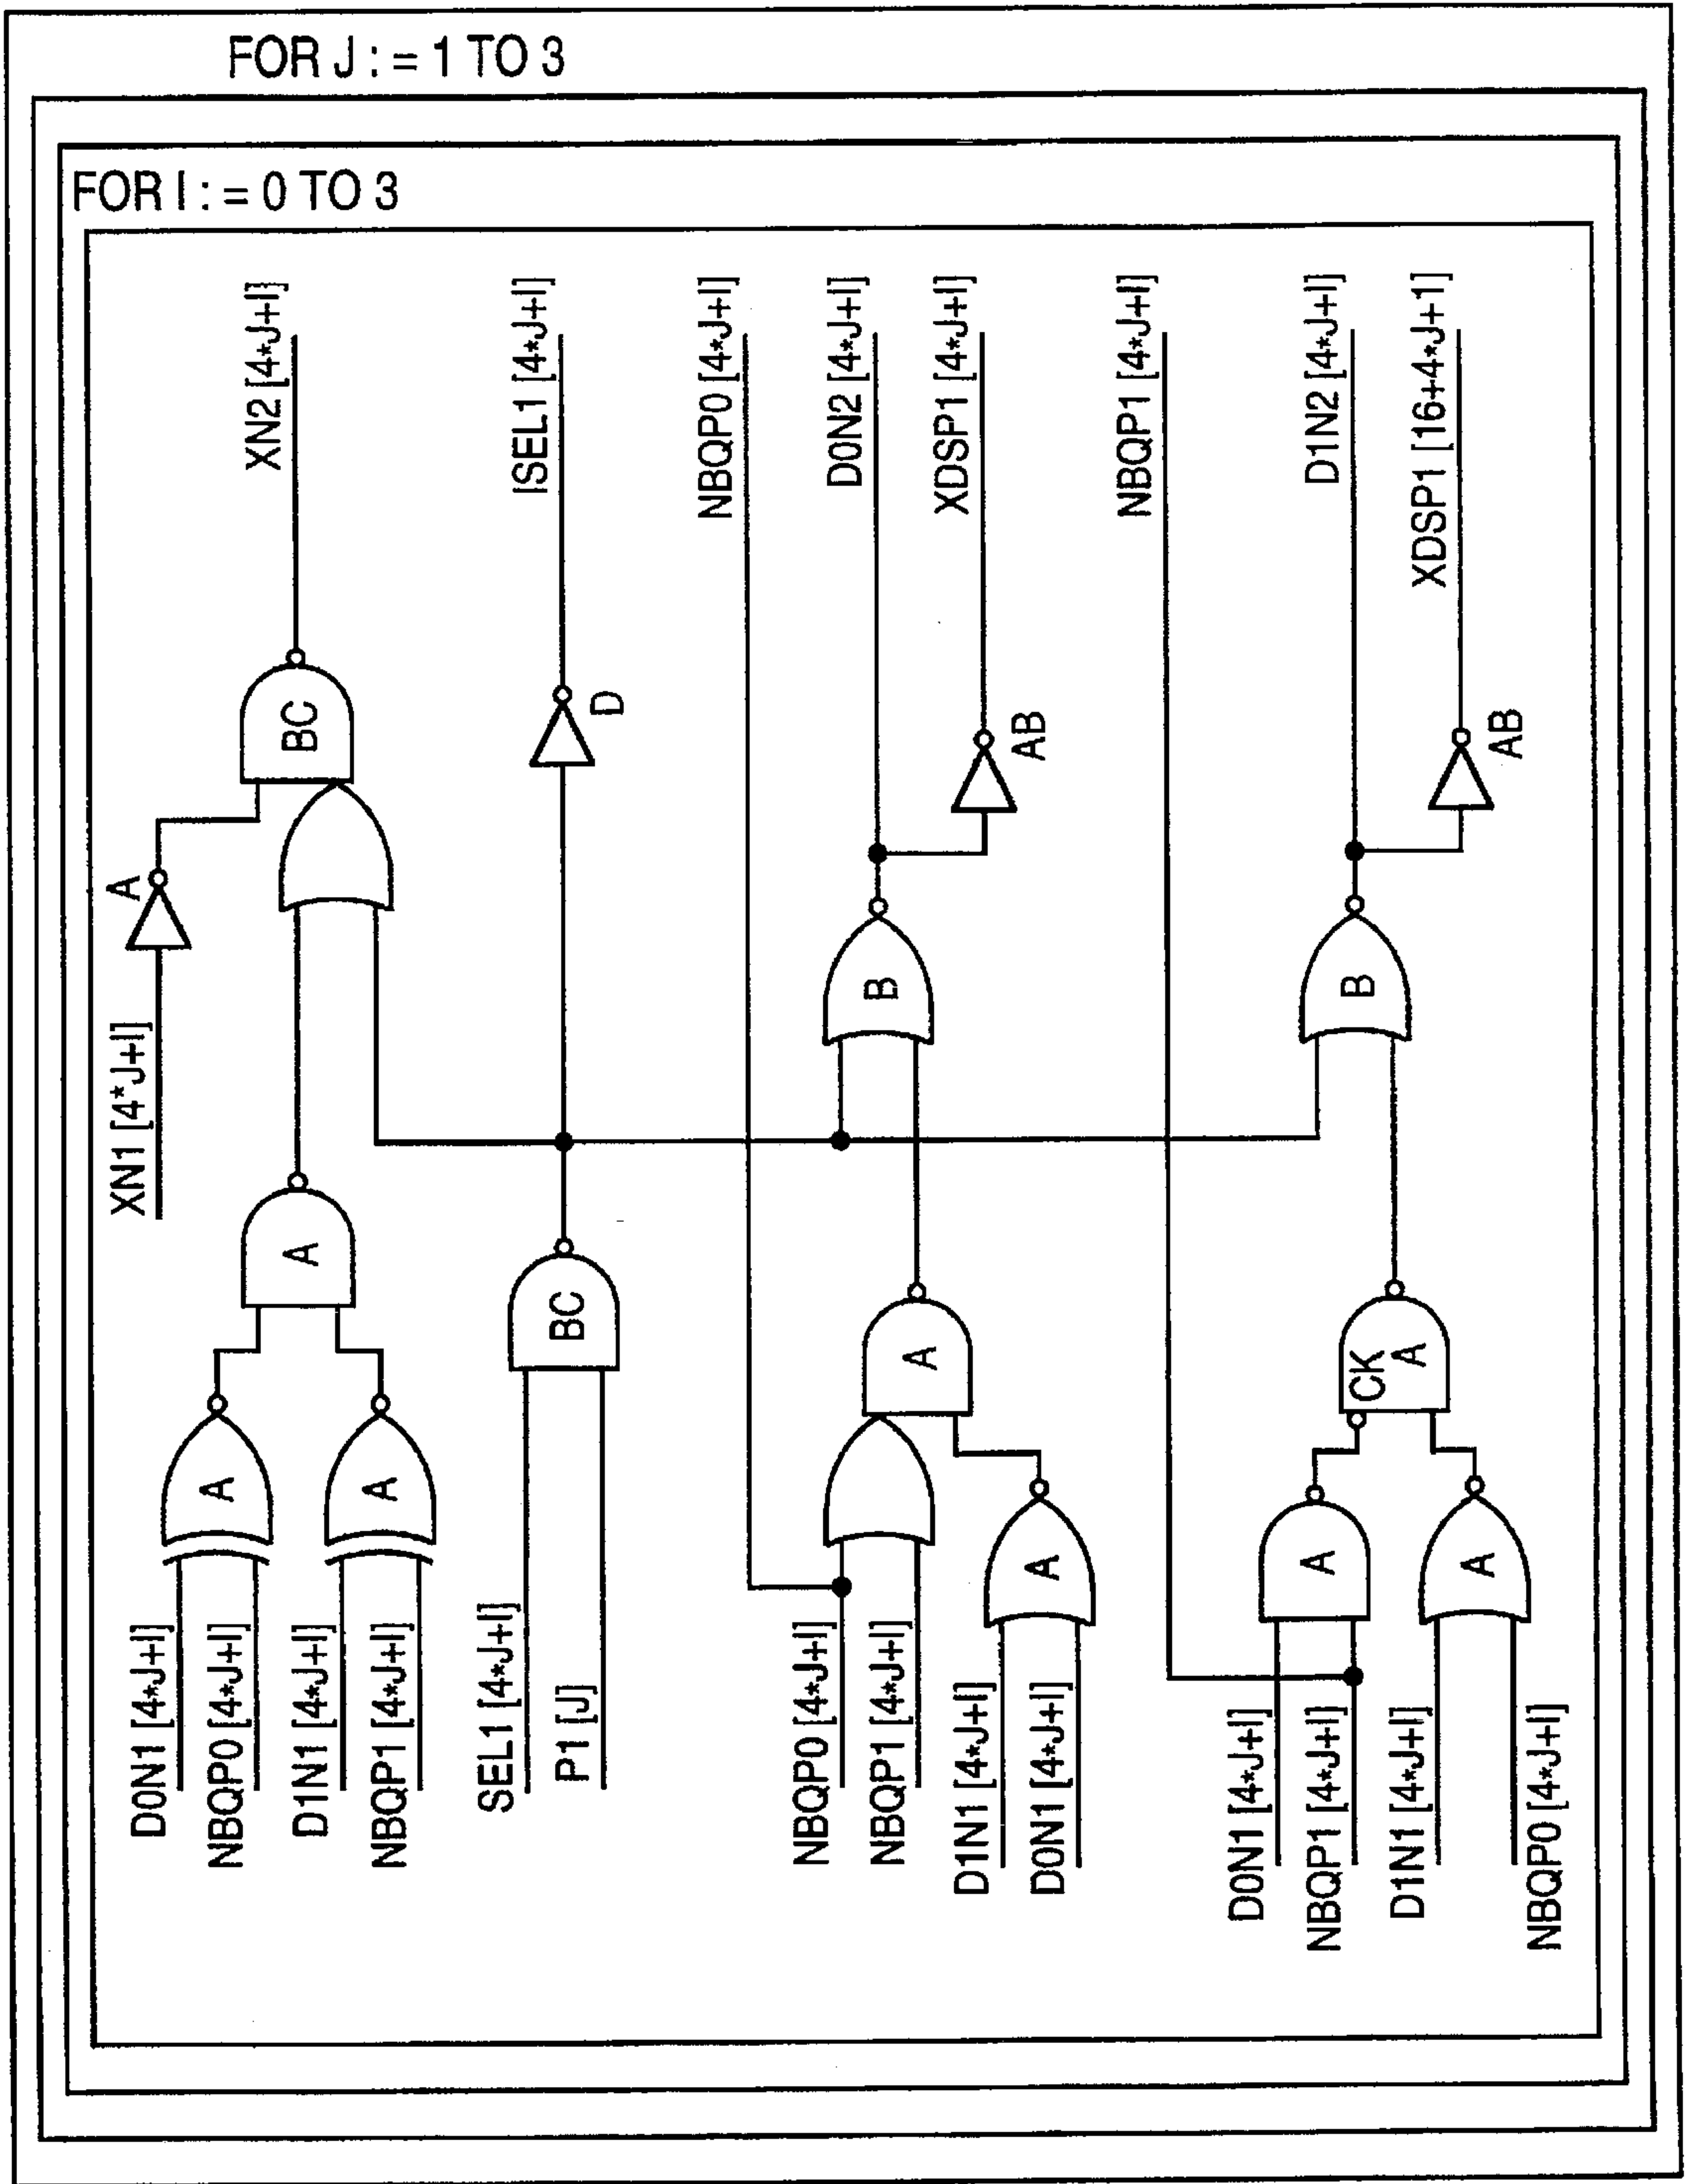 FOR J : = 1 TO 3
FOR I : = 0 TO 3
XN2 [4*J+I]
A
BC
XN1 [4*J+I]
A
D0N1 [4*J+I]
A
NBQP0 [4*J+I]
D1N1 [4*J+I]
A
NBQP1 [4*J+I]
ISEL1 [4*J+I]
D
SEL1 [4*J+I]
BC
P1 [J]
NBQP0 [4*J+I]
D0N2 [4*J+I]
B
XDSP1 [4*J+I]
AB
NBQP0 [4*J+I]
NBQP1 [4*J+I]
A
D1N1 [4*J+I]
A
D0N1 [4*J+I]
NBQP1 [4*J+I]
D1N2 [4*J+I]
B
XDSP1 [16+4*J+1]
AB
D0N1 [4*J+I]
A
CK
A
NBQP1 [4*J+I]
D1N1 [4*J+I]
A
NBQP0 [4*J+I]